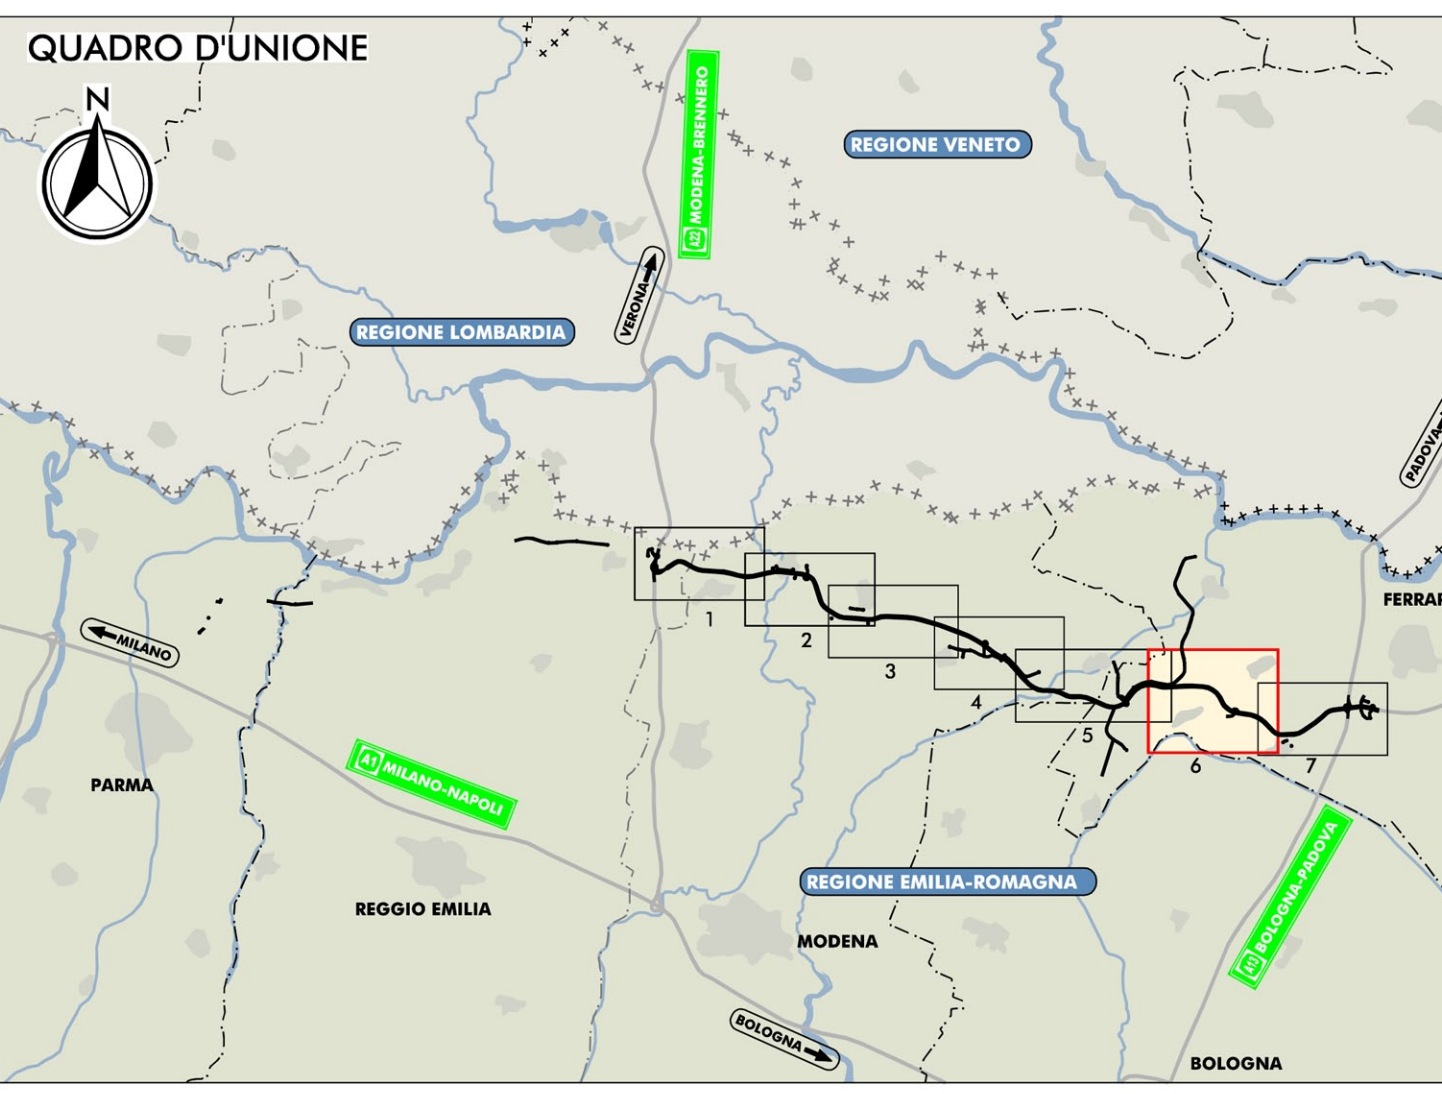 QUADRO D'UNIONE
N
A22 MODENA-BRENNERO
REGIONE VENETO
VERONA
REGIONE LOMBARDIA
PADOVA
FERRAR
MILANO
1
2
3
4
5
6
7
PARMA
A1 MILANO-NAPOLI
REGGIO EMILIA
REGIONE EMILIA-ROMAGNA
A13 BOLOGNA-PADOVA
MODENA
BOLOGNA
BOLOGNA